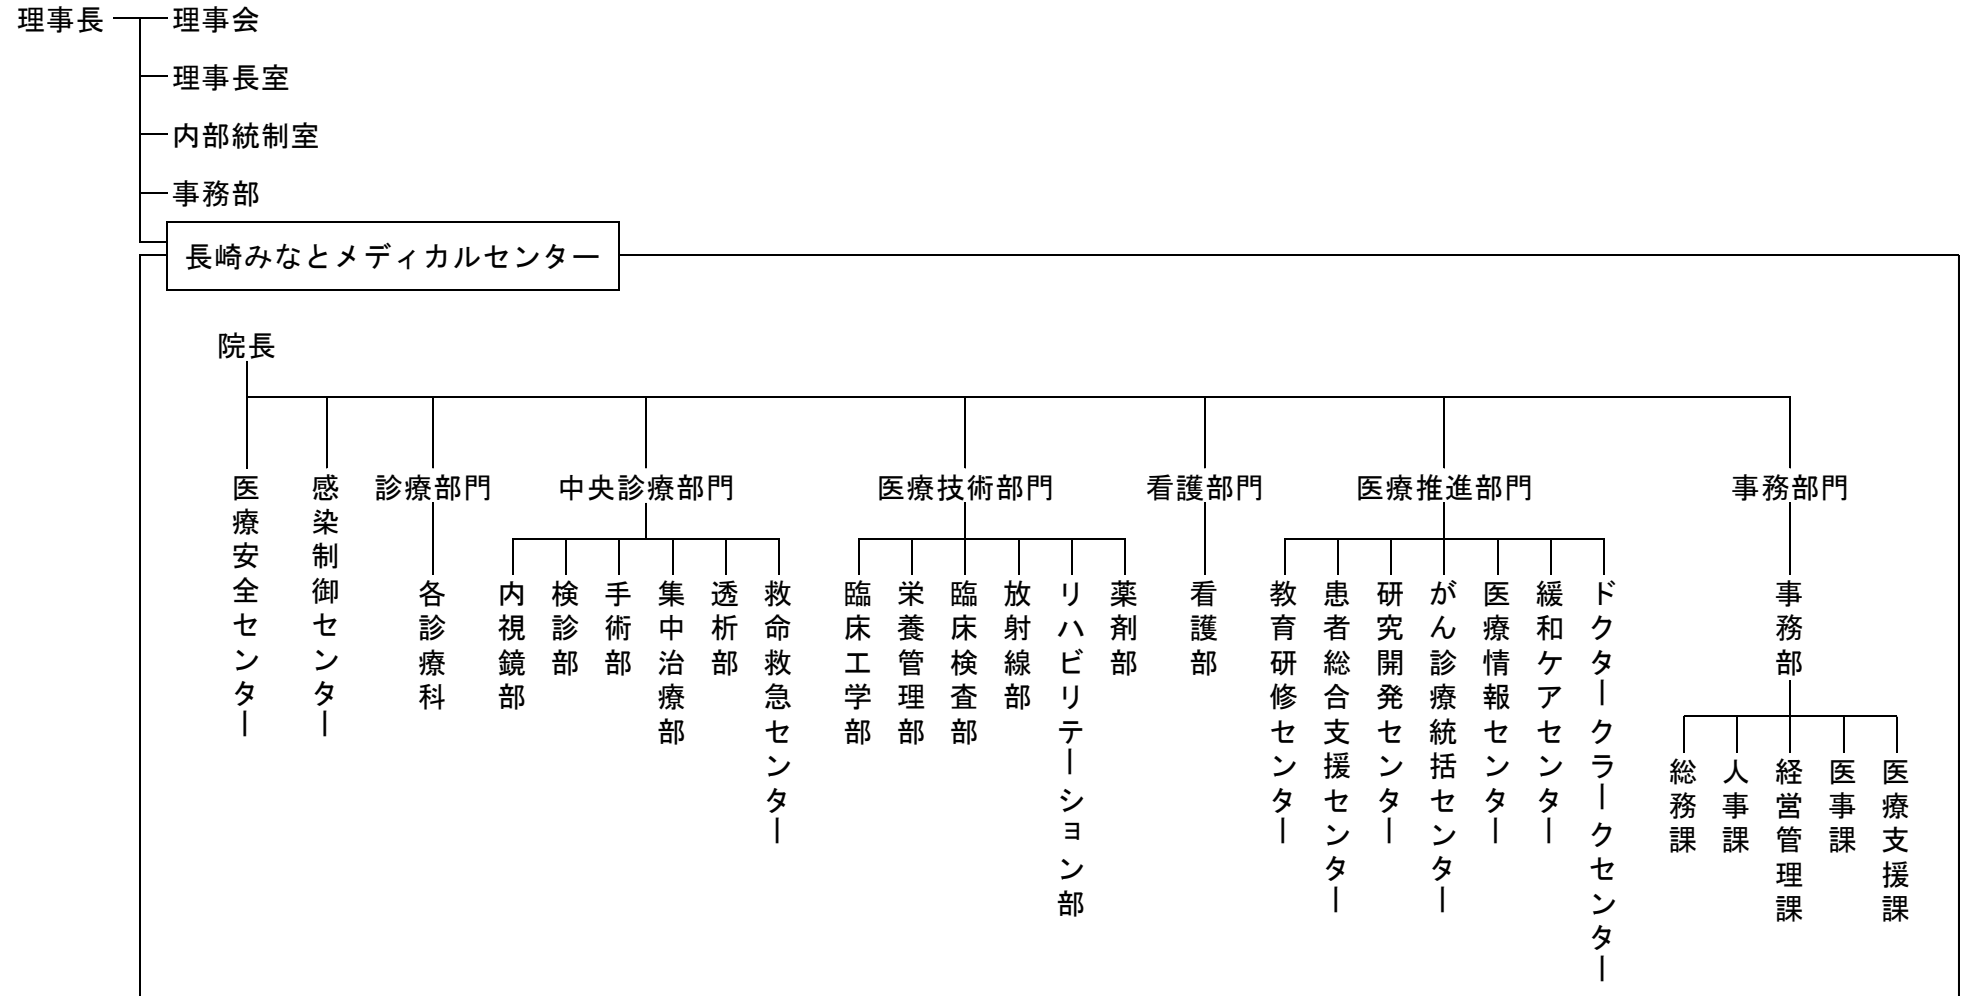 理事長
理事会
理事長室
内部統制室
事務部
長崎みなとメディカルセンター
院長
医療安全センター
感染制御センター
診療部門
各診療科
中央診療部門
内視鏡部
検診部
手術部
集中治療部
透析部
救命救急センター
医療技術部門
臨床工学部
栄養管理部
臨床検査部
放射線部
リハビリテーション部
薬剤部
看護部門
看護部
医療推進部門
教育研修センター
患者総合支援センター
研究開発センター
がん診療統括センター
医療情報センター
緩和ケアセンター
ドクタークラークセンター
事務部門
事務部
総務課
人事課
経営管理課
医事課
医療支援課